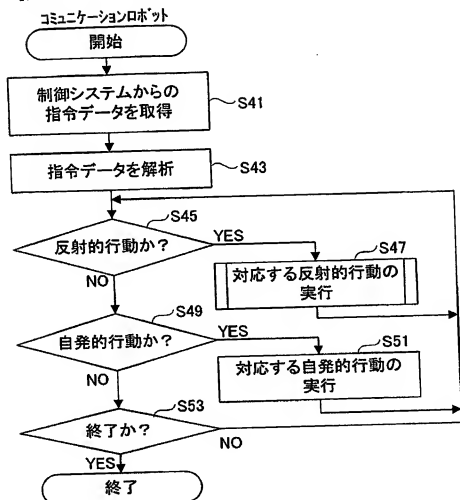 コミュニケーションロボット
開始
制御システムからの
指令データを取得
S41
指令データを解析
S43
S45
反射的行動か?
YES
NO
S47
対応する反射的行動の
実行
S49
自発的行動か?
YES
NO
S51
対応する自発的行動の
実行
S53
終了か?
NO
YES
終了